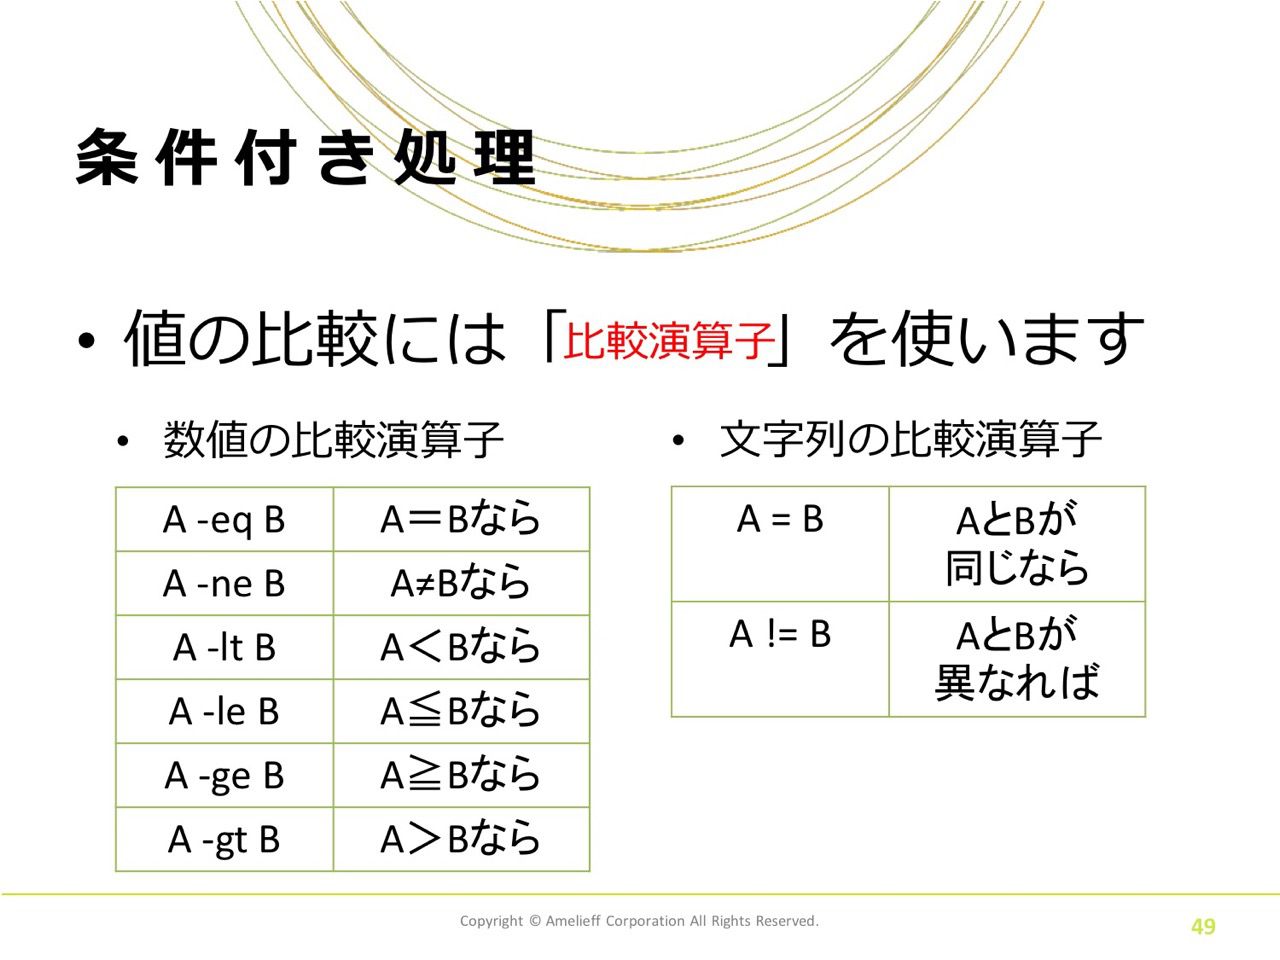 条件付き処理
• 値の比較には「比較演算子」を使います
• 数値の比較演算子
A -eq B A＝Bなら
A -ne B A≠Bなら
A -lt B A＜Bなら
A -le B A≦Bなら
A -ge B A≧Bなら
A -gt B A＞Bなら
• 文字列の比較演算子
A = B AとBが
同じなら
A != B AとBが
異なれば
Copyright © Amelieff Corporation All Rights Reserved.
49